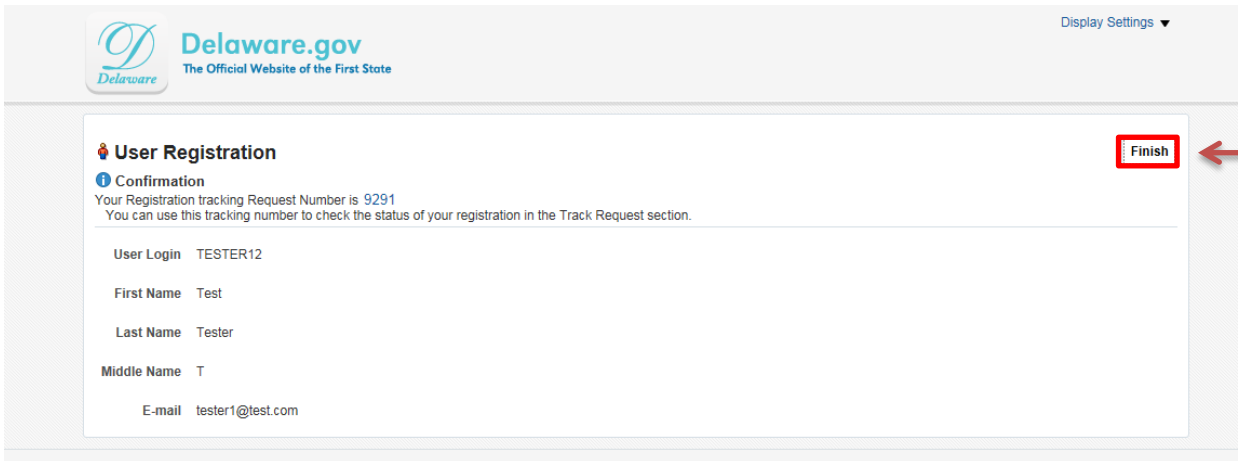 Display Settings
Delaware
Delaware.gov
The Official Website of the First State
User Registration
Finish
Confirmation
Your Registration tracking Request Number is 9291
You can use this tracking number to check the status of your registration in the Track Request section.
User Login TESTER12
First Name Test
Last Name Tester
Middle Name T
E-mail tester1@test.com